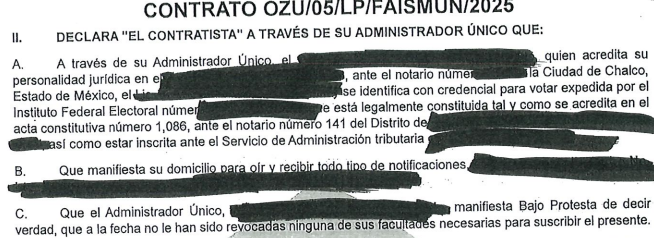 CONTRATO OZU/05/LP/FAISMUN/2025
II. DECLARA "EL CONTRATISTA" A TRAVÉS DE SU ADMINISTRADOR ÚNICO QUE:
A. A través de su Administrador Único, el quien acredita su
personalidad jurídica en e , ante el notario númer la Ciudad de Chalco,
Estado de México, el se identifica con credencial para votar expedida por el
Instituto Federal Electoral númer e está legalmente constituida tal y como se acredita en el
acta constitutiva número 1,086, ante el notario número 141 del Distrito de
así como estar inscrita ante el Servicio de Administración tributaria
B. Que manifiesta su domicilio para oír y recibir todo tipo de notificaciones,
C. Que el Administrador Único, manifiesta Bajo Protesta de decir
verdad, que a la fecha no le han sido revocadas ninguna de sus facultades necesarias para suscribir el presente.